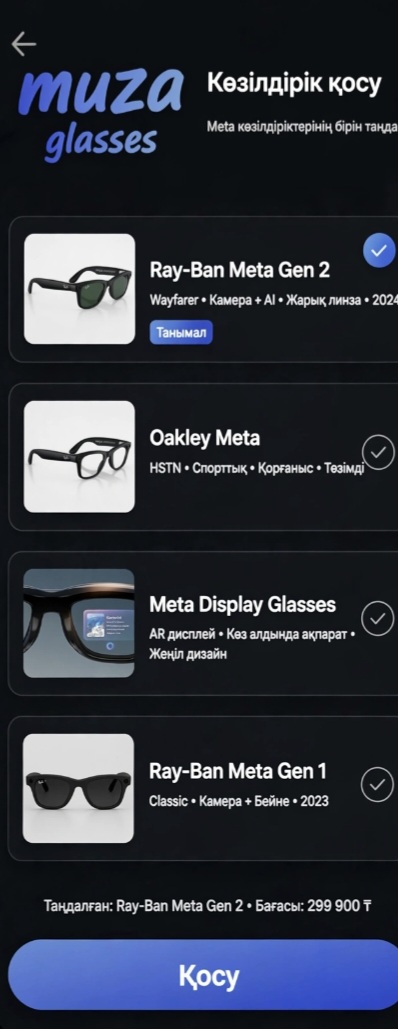 muza
glasses
Көзілдірік қосу
Meta көзілдіріктерінің бірін таңда
Ray-Ban Meta Gen 2
Wayfarer • Камера + AI • Жарық линза • 2024
Танымал
Oakley Meta
HSTN • Спорттық • Қорғаныс • Төзімді
Meta Display Glasses
AR дисплей • Көз алдында ақпарат •
Жеңіл дизайн
Ray-Ban Meta Gen 1
Classic • Камера + Бейне • 2023
Таңдалған: Ray-Ban Meta Gen 2 • Бағасы: 299 900 ₸
Қосу